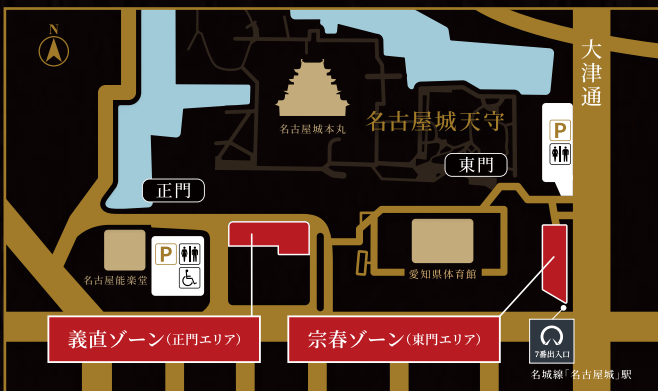 N
大津通
名古屋城本丸
名古屋城天守
P
東門
正門
P
名古屋能楽堂
愛知県体育館
義直ゾーン(正門エリア)
宗春ゾーン(東門エリア)
7番出入口
名城線「名古屋城」駅